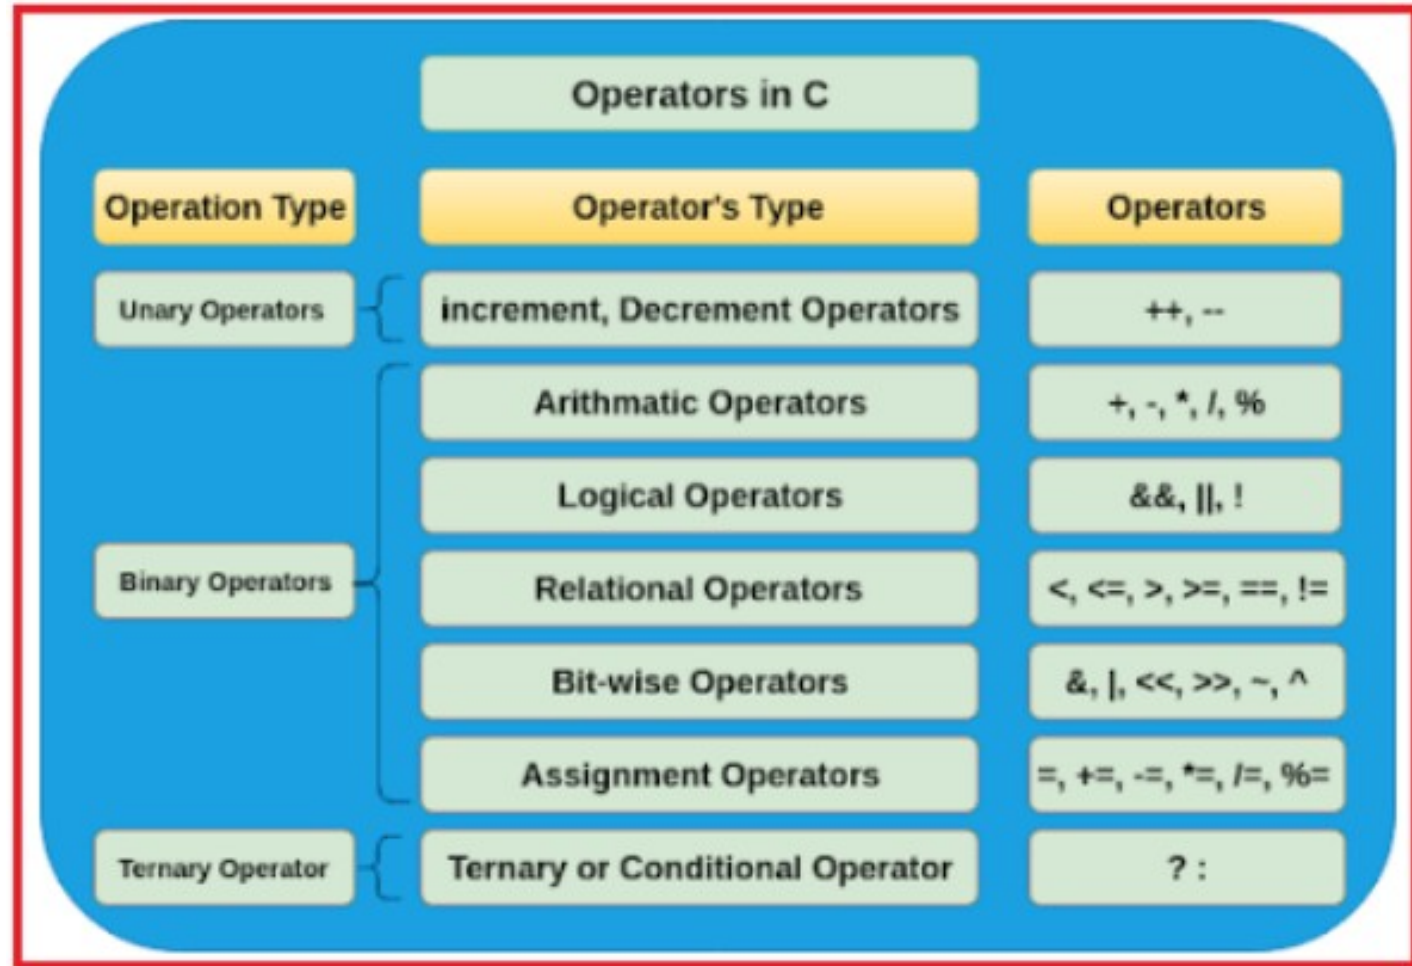 Operators in C
Operation Type Operator's Type Operators
Unary Operators increment, Decrement Operators ++, --
Arithmatic Operators +, -, *, /, %
Logical Operators &&, ||, !
Binary Operators Relational Operators <, <=, >, >=, ==, !=
Bit-wise Operators &, |, <<, >>, ~, ^
Assignment Operators =, +=, -=, *=, /=, %=
Ternary Operator Ternary or Conditional Operator ? :